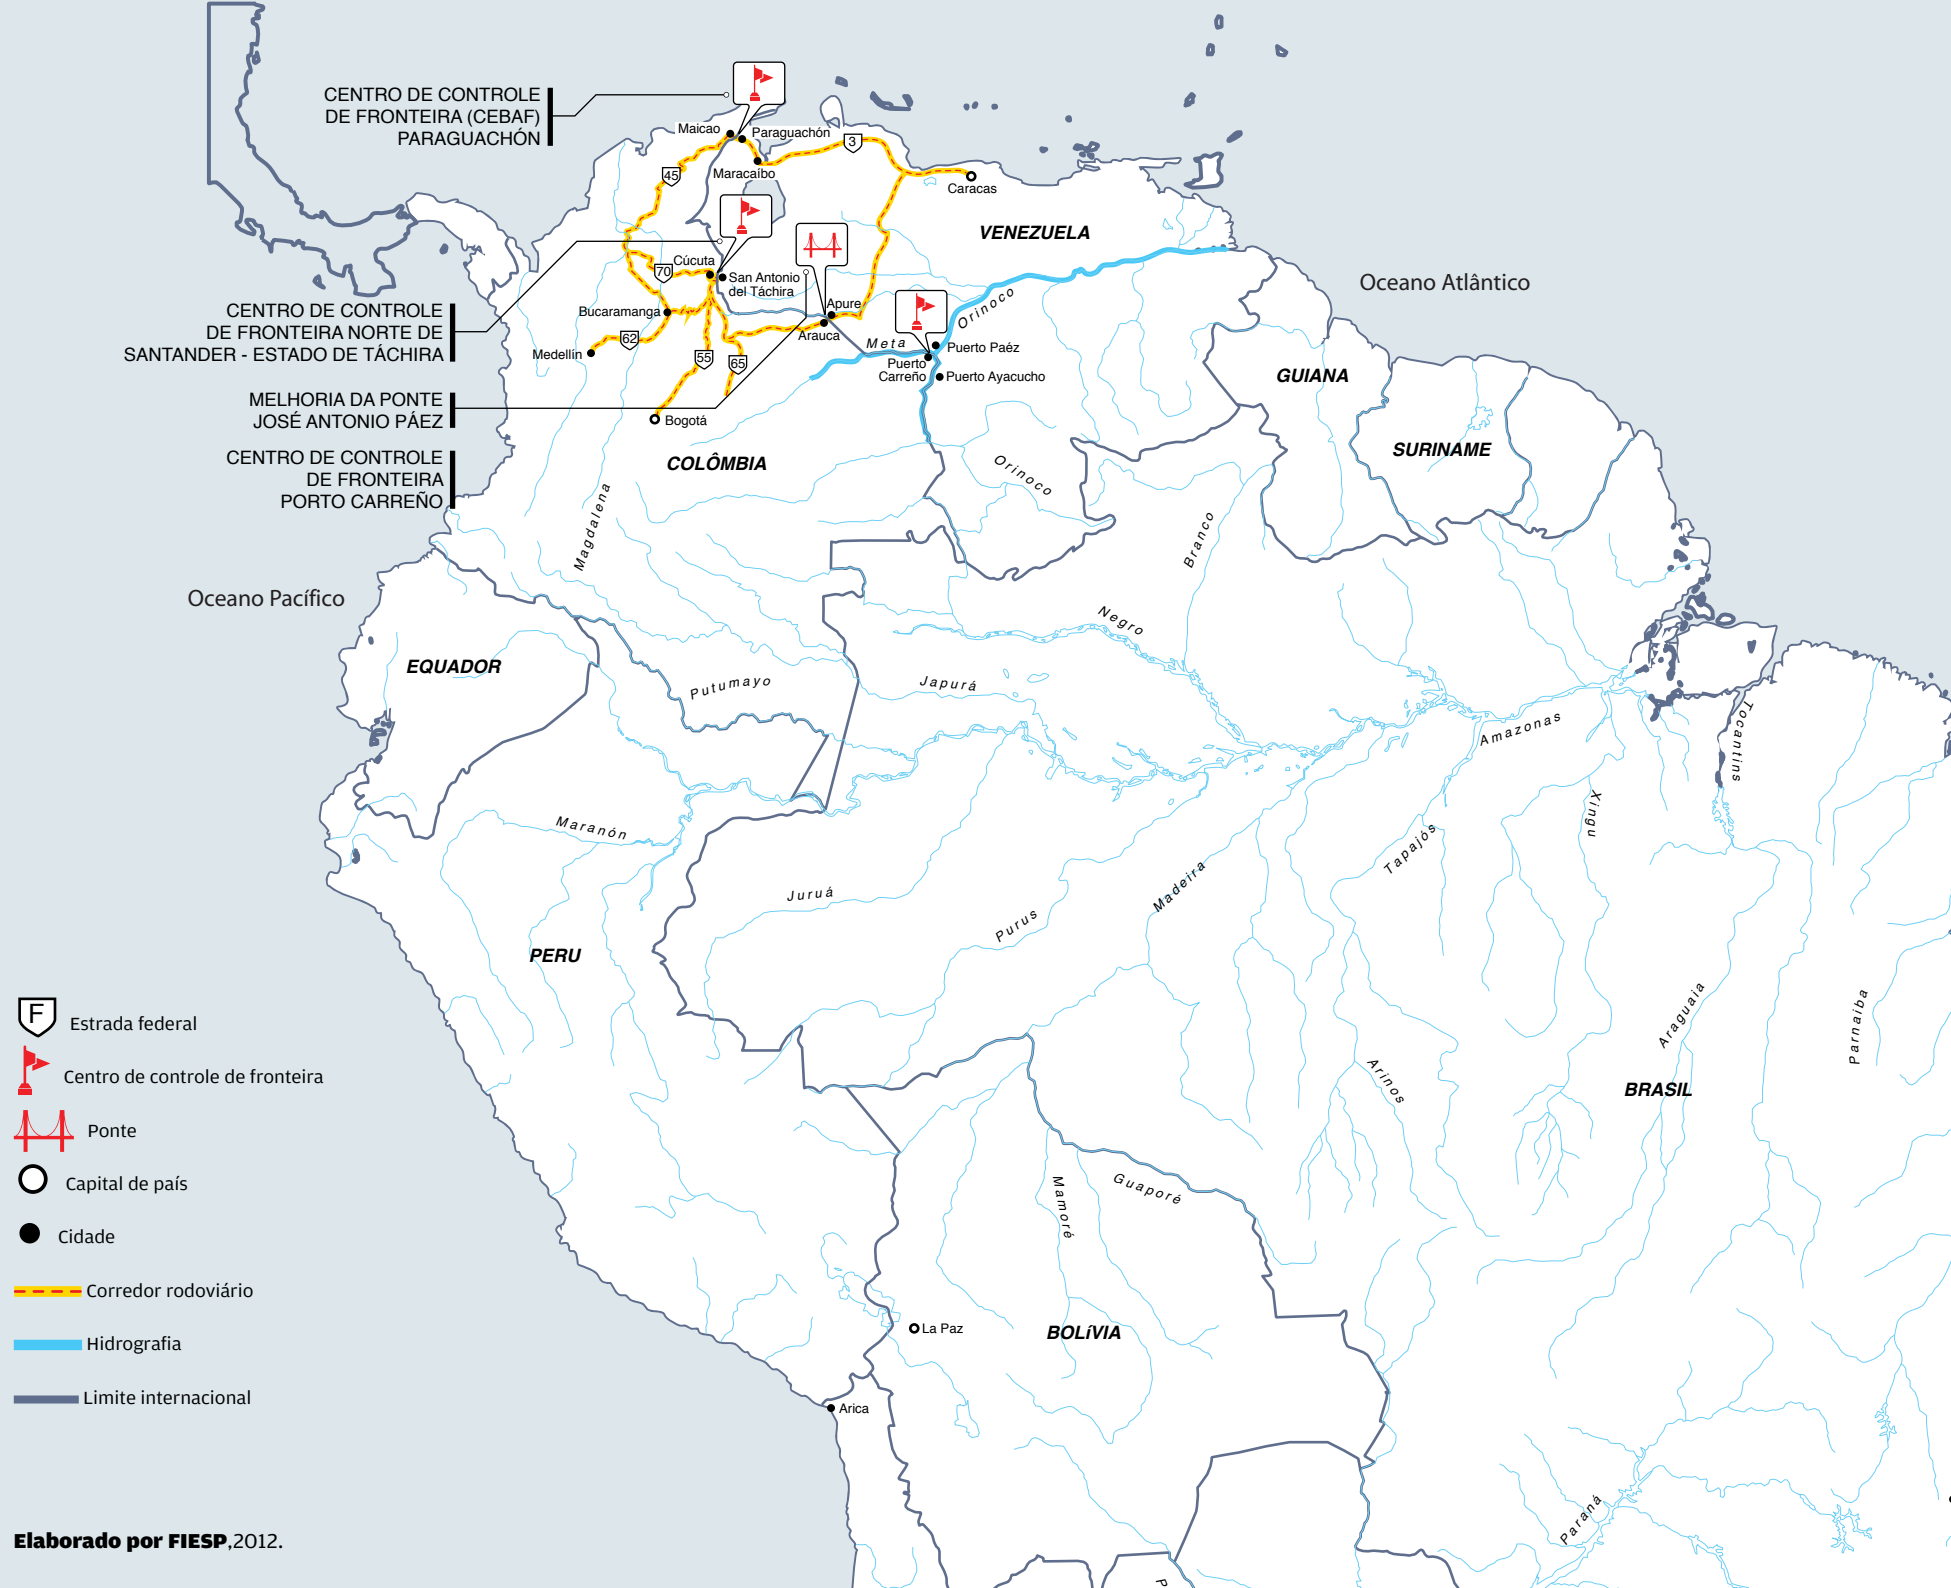 CENTRO DE CONTROLE
DE FRONTEIRA (CEBAF)
PARAGUACHÓN
Maicao
Paraguachón
3
45
Maracaíbo
Caracas
VENEZUELA
Oceano Atlântico
Cúcuta
70
San Antonio
del Táchira
CENTRO DE CONTROLE
DE FRONTEIRA NORTE DE
SANTANDER - ESTADO DE TÁCHIRA
Bucaramanga
Apure
Orinoco
Arauca
62
Medellín
55
65
Meta
Puerto Paéz
Puerto
Carreño
Puerto Ayacucho
GUIANA
MELHORIA DA PONTE
JOSÉ ANTONIO PÁEZ
Bogotá
SURINAME
CENTRO DE CONTROLE
DE FRONTEIRA
PORTO CARREÑO
COLÔMBIA
Orinoco
Magdalena
Branco
Oceano Pacífico
Negro
EQUADOR
Putumayo
Japurá
Amazonas
Tocantins
Maranón
Xingu
Tapajós
Juruá
Madeira
Purus
PERU
Araguaia
Parnaiba
F
Estrada federal
Centro de controle de fronteira
Arinos
BRASIL
Ponte
Capital de país
Mamoré
Guaporé
Cidade
Corredor rodoviário
La Paz
BOLíVIA
Hidrografia
Limite internacional
Arica
Paraná
Elaborado por FIESP,2012.
P